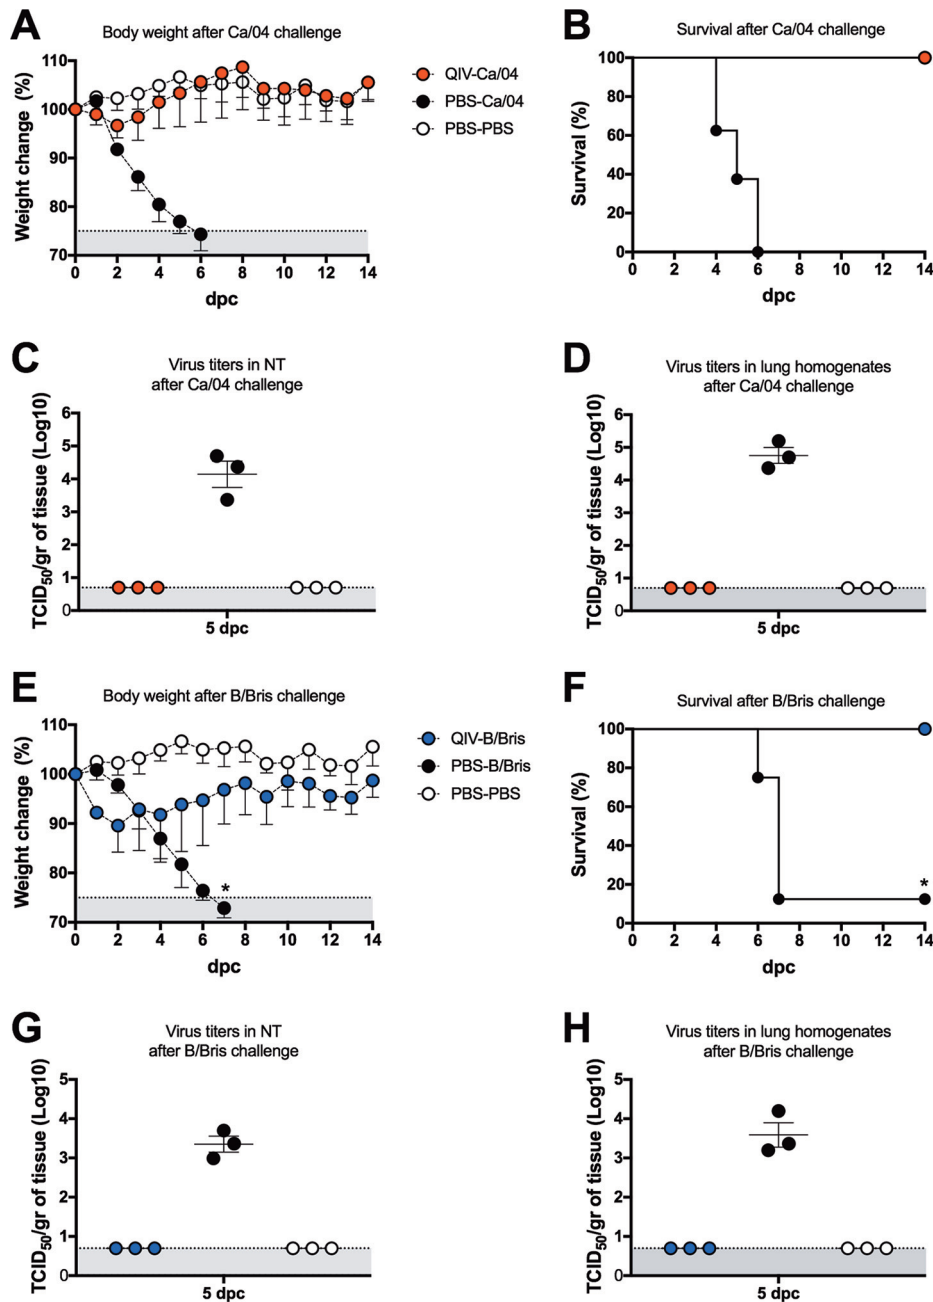 A
Body weight after Ca/04 challenge
Weight change (%)
110
100
90
80
70
0 2 4 6 8 10 12 14
dpc
QIV-Ca/04
PBS-Ca/04
PBS-PBS
B
Survival after Ca/04 challenge
Survival (%)
100
80
60
40
20
0
0 2 4 6 8 10 12 14
dpc
C
Virus titers in NT
after Ca/04 challenge
TCID50/gr of tissue (Log10)
6
5
4
3
2
1
0
5 dpc
D
Virus titers in lung homogenates
after Ca/04 challenge
TCID50/gr of tissue (Log10)
6
5
4
3
2
1
0
5 dpc
E
Body weight after B/Bris challenge
Weight change (%)
110
100
90
80
70
0 2 4 6 8 10 12 14
dpc
*
QIV-B/Bris
PBS-B/Bris
PBS-PBS
F
Survival after B/Bris challenge
Survival (%)
100
80
60
40
20
0
0 2 4 6 8 10 12 14
dpc
*
G
Virus titers in NT
after B/Bris challenge
TCID50/gr of tissue (Log10)
5
4
3
2
1
0
5 dpc
H
Virus titers in lung homogenates
after B/Bris challenge
TCID50/gr of tissue (Log10)
5
4
3
2
1
0
5 dpc